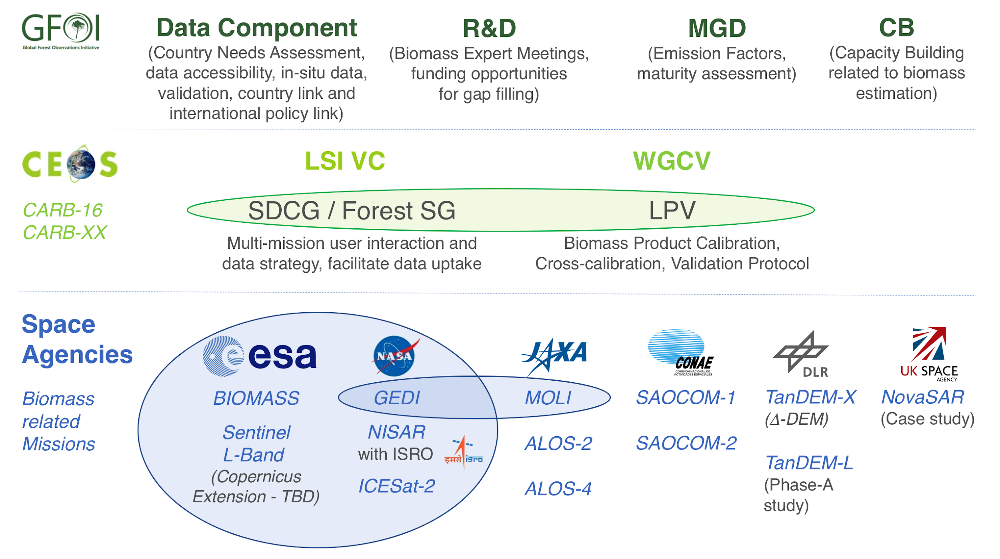 GFOI
Global Forest Observations Initiative
Data Component
(Country Needs Assessment,
data accessibility, in-situ data,
validation, country link and
international policy link)
R&D
(Biomass Expert Meetings,
funding opportunities
for gap filling)
MGD
(Emission Factors,
maturity assessment)
CB
(Capacity Building
related to biomass
estimation)
CEOS
CARB-16
CARB-XX
LSI VC
WGCV
SDCG / Forest SG
LPV
Multi-mission user interaction and
data strategy, facilitate data uptake
Biomass Product Calibration,
Cross-calibration, Validation Protocol
Space
Agencies
Biomass
related
Missions
esa
BIOMASS
Sentinel
L-Band
(Copernicus
Extension - TBD)
NASA
GEDI
NISAR
with ISRO
इसरो isro
ICESat-2
JAXA
MOLI
ALOS-2
ALOS-4
CONAE
COMISION NACIONAL DE
ACTIVIDADES ESPACIALES
SAOCOM-1
SAOCOM-2
DLR
TanDEM-X
(Δ-DEM)
TanDEM-L
(Phase-A
study)
UK SPACE
AGENCY
NovaSAR
(Case study)